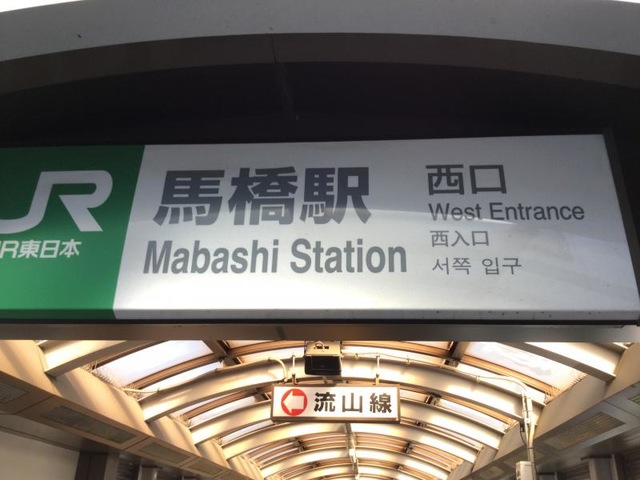 JR
JR東日本
馬橋駅
Mabashi Station
西口
West Entrance
西入口
서쪽 입구
流山線